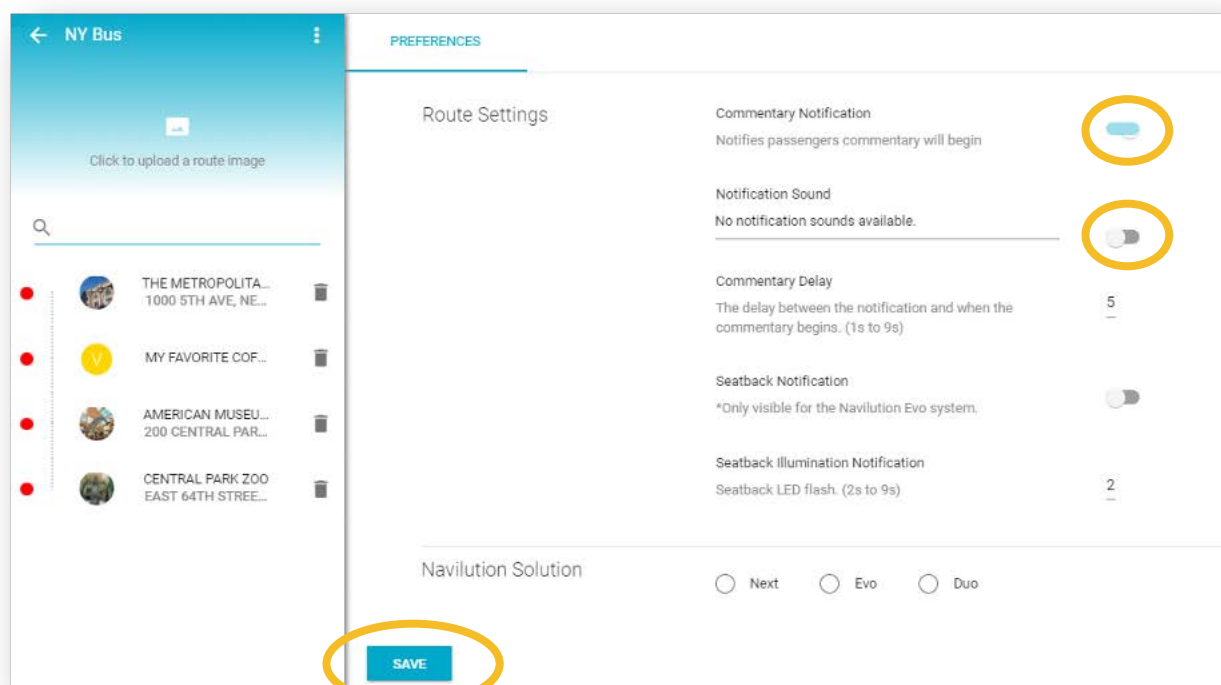 NY Bus
Click to upload a route image
THE METROPOLITA...
1000 5TH AVE, NE...
V
MY FAVORITE COF...
AMERICAN MUSEU...
200 CENTRAL PAR...
CENTRAL PARK ZOO
EAST 64TH STREE...
PREFERENCES
Route Settings
Commentary Notification
Notifies passengers commentary will begin
Notification Sound
No notification sounds available.
Commentary Delay
The delay between the notification and when the
commentary begins. (1s to 9s)
5
Seatback Notification
*Only visible for the Navilution Evo system.
Seatback Illumination Notification
Seatback LED flash. (2s to 9s)
2
Navilution Solution
Next Evo Duo
SAVE